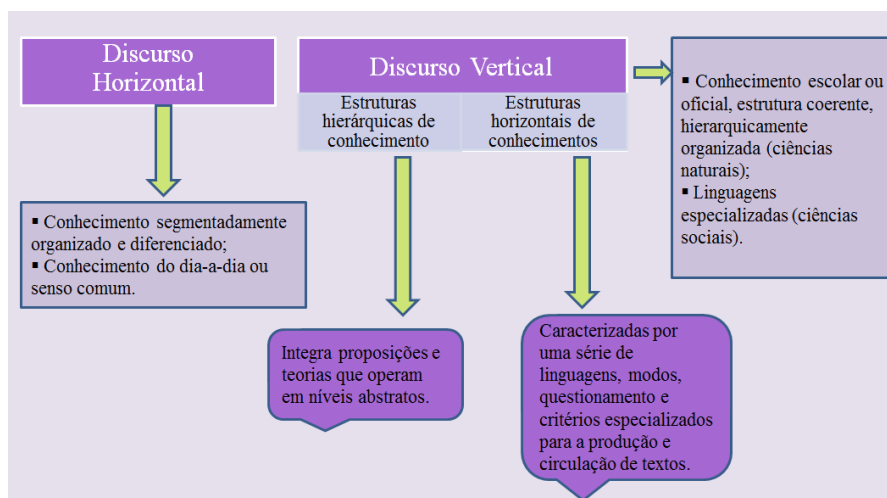 Discurso
Horizontal
▪ Conhecimento segmentadamente
organizado e diferenciado;
▪ Conhecimento do dia-a-dia ou
senso comum.
Discurso Vertical
Estruturas
hierárquicas de
conhecimento
Estruturas
horizontais de
conhecimentos
Integra proposições e
teorias que operam
em níveis abstratos.
Caracterizadas por
uma série de
linguagens, modos,
questionamento e
critérios especializados
para a produção e
circulação de textos.
▪ Conhecimento escolar ou
oficial, estrutura coerente,
hierarquicamente
organizada (ciências
naturais);
▪ Linguagens
especializadas (ciências
sociais).